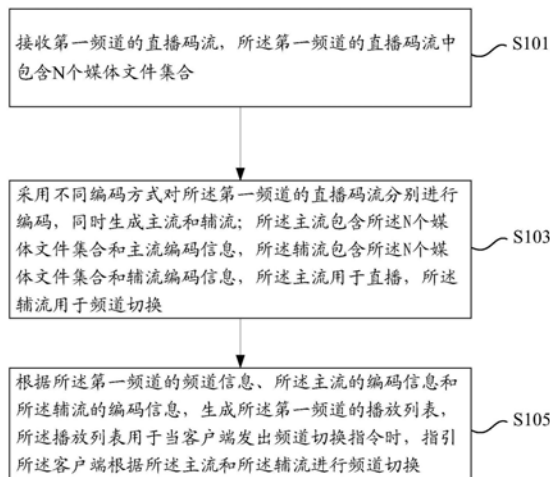 接收第一频道的直播码流，所述第一频道的直播码流中
包含N个媒体文件集合
S101
采用不同编码方式对所述第一频道的直播码流分别进行
编码，同时生成主流和辅流；所述主流包含所述N个媒
体文件集合和主流编码信息，所述辅流包含所述N个媒
体文件集合和辅流编码信息，所述主流用于直播，所述
辅流用于频道切换
S103
根据所述第一频道的频道信息、所述主流的编码信息和
所述辅流的编码信息，生成所述第一频道的播放列表，
所述播放列表用于当客户端发出频道切换指令时，指引
所述客户端根据所述主流和所述辅流进行频道切换
S105